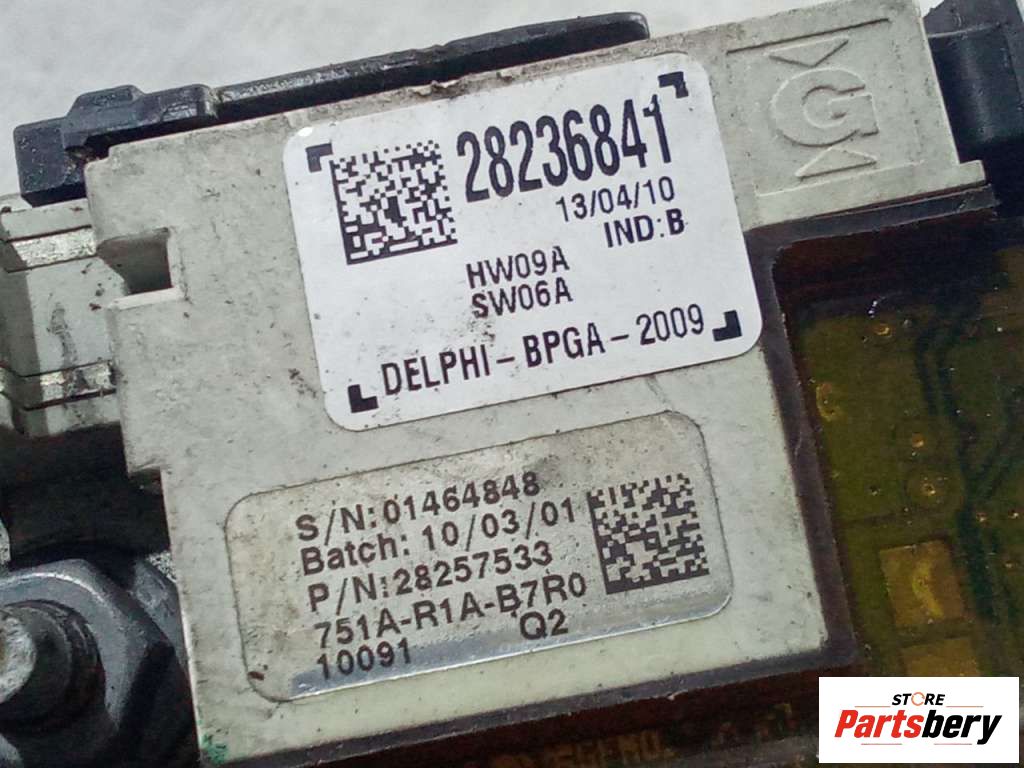 28236841
13/04/10
IND:B
HW09A
SW06A
DELPHI-BPGA-2009
G
S/N:01464848
Batch: 10/03/01
P/N:28257533
751A-R1A-B7R0
10091 Q2
STORE
Partsbery